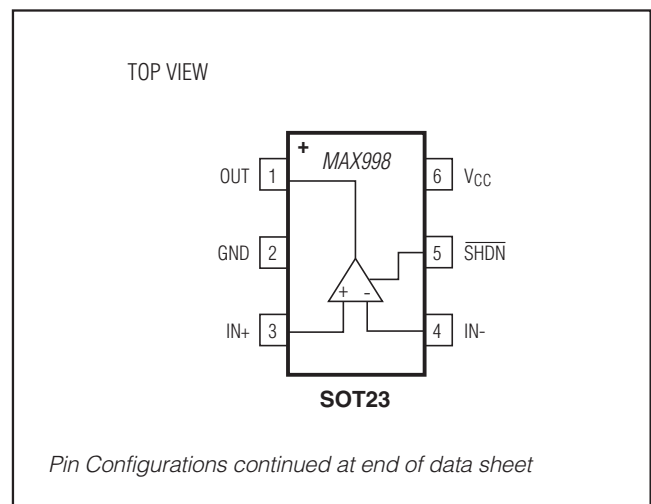 TOP VIEW
+
MAX998
OUT 1
6 VCC
GND 2
5 SHDN
+ -
IN+ 3
4 IN-
SOT23
Pin Configurations continued at end of data sheet